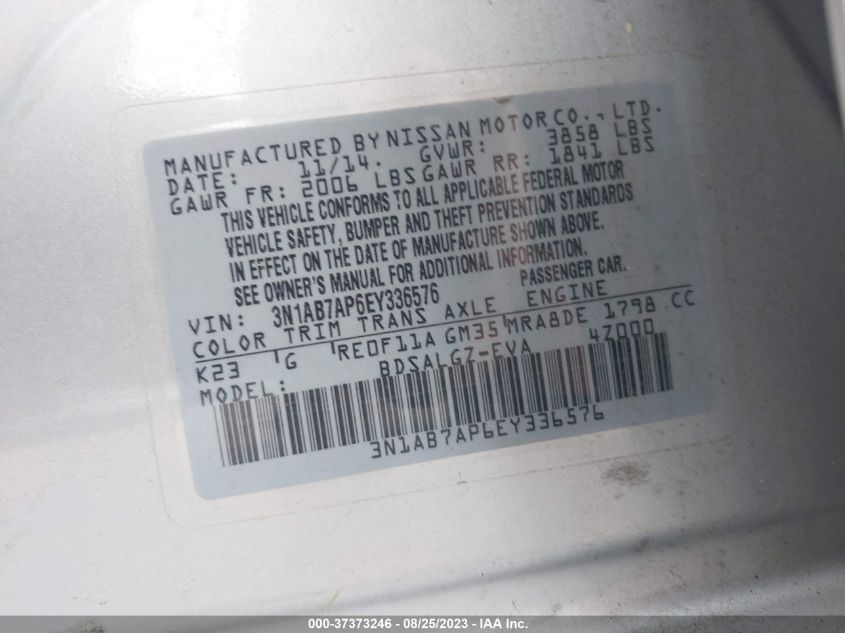 MANUFACTURED BY NISSAN MOTOR CO., LTD.
DATE: 11/14. GVWR: 3858 LBS
GAWR FR: 2006 LBS GAWR RR: 1841 LBS
THIS VEHICLE CONFORMS TO ALL APPLICABLE FEDERAL MOTOR
VEHICLE SAFETY, BUMPER AND THEFT PREVENTION STANDARDS
IN EFFECT ON THE DATE OF MANUFACTURE SHOWN ABOVE.
SEE OWNER'S MANUAL FOR ADDITIONAL INFORMATION.
VIN: 3N1AB7AP6EY336576 PASSENGER CAR.
COLOR TRIM TRANS AXLE ENGINE
K23 G RE0F11A GM35 MRA8DE 1798 CC
MODEL: BDSALGZ-EVA 4Z000
3N1AB7AP6EY336576
000-37373246 - 08/25/2023 - IAA Inc.